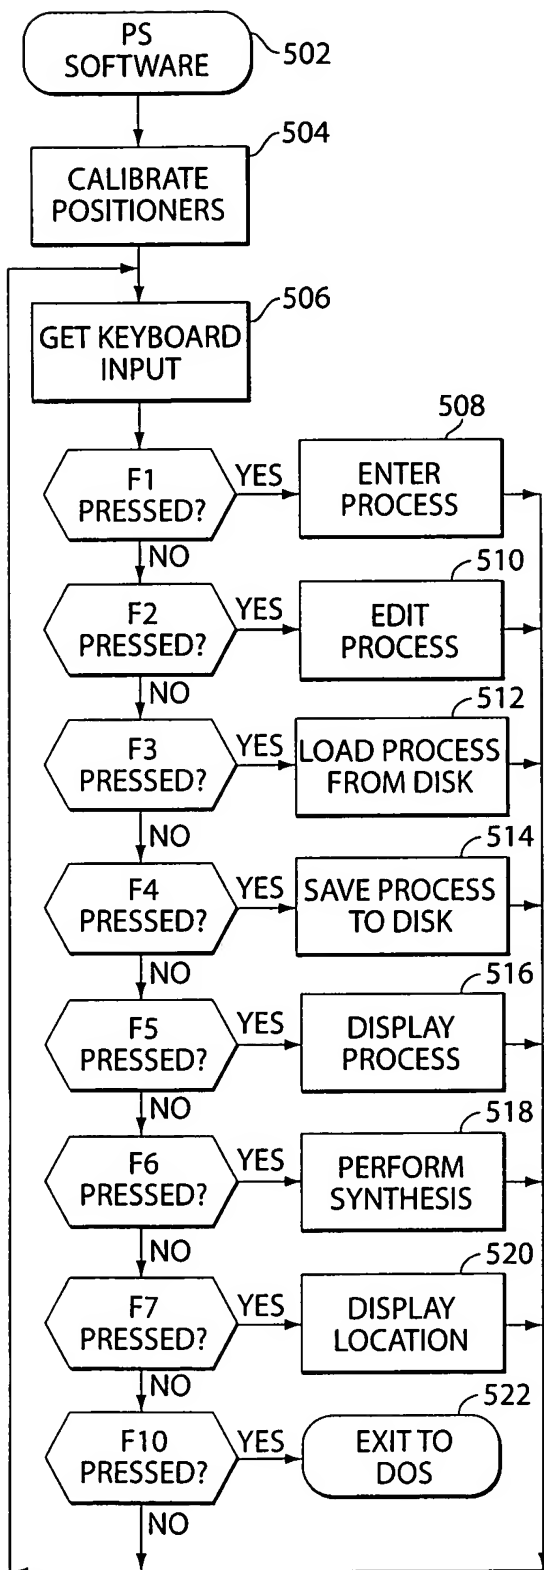 PS
SOFTWARE
502
504
CALIBRATE
POSITIONERS
506
GET KEYBOARD
INPUT
508
F1
PRESSED?
YES
ENTER
PROCESS
NO
510
F2
PRESSED?
YES
EDIT
PROCESS
NO
512
F3
PRESSED?
YES
LOAD PROCESS
FROM DISK
NO
514
F4
PRESSED?
YES
SAVE PROCESS
TO DISK
NO
516
F5
PRESSED?
YES
DISPLAY
PROCESS
NO
518
F6
PRESSED?
YES
PERFORM
SYNTHESIS
NO
520
F7
PRESSED?
YES
DISPLAY
LOCATION
NO
522
F10
PRESSED?
YES
EXIT TO
DOS
NO